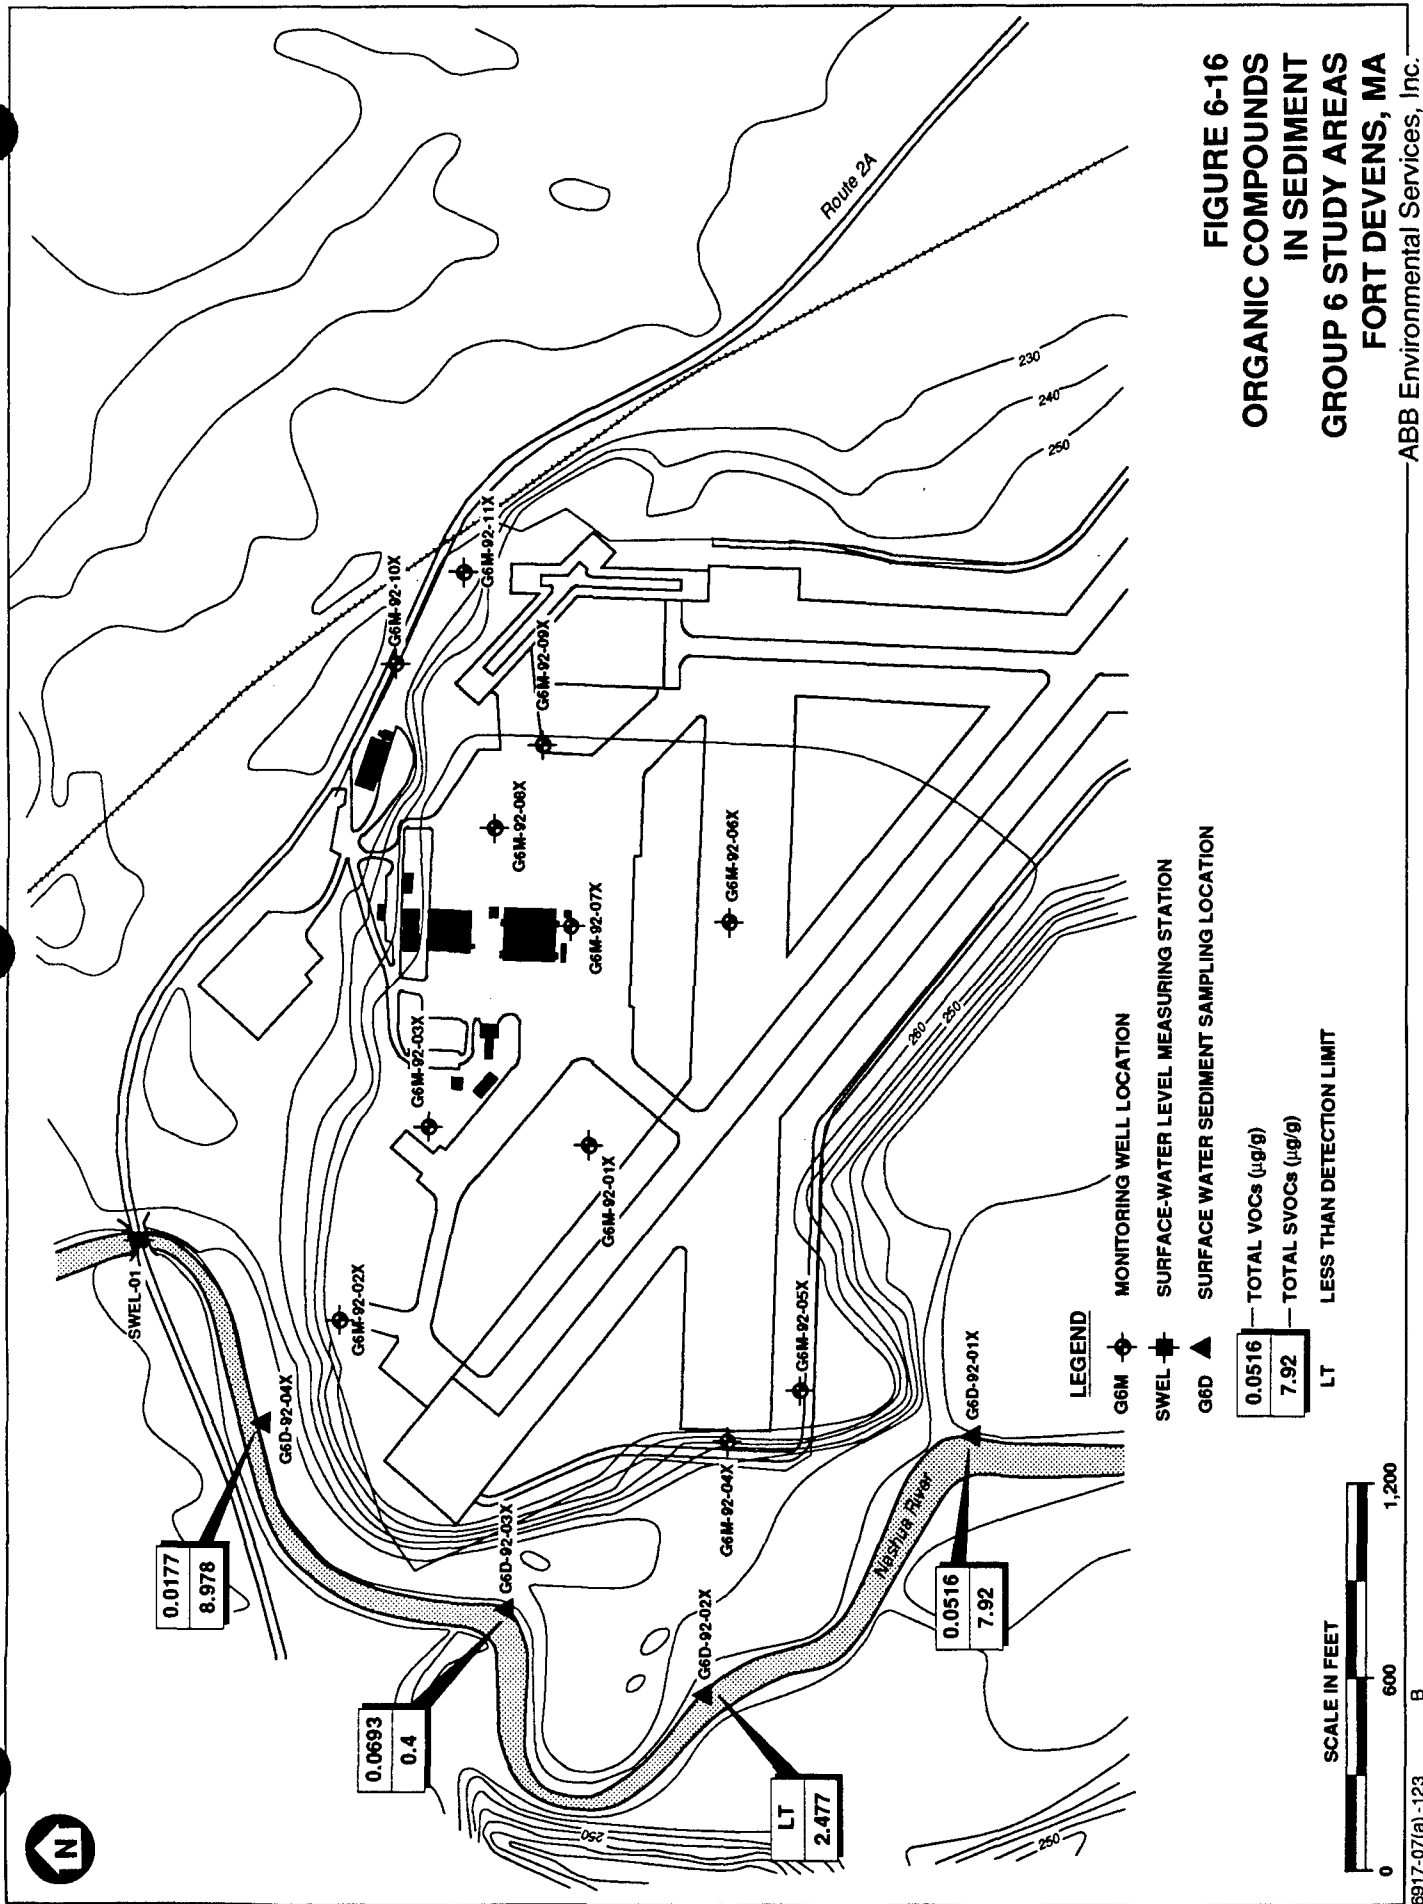 N
SWEL-01
0.0177
8.978
G6D-92-04X
G6M-92-02X
0.0693
0.4
G6D-92-03X
G6M-92-03X
G6M-92-01X
G6M-92-10X
G6M-92-11X
G6M-92-09X
G6M-92-08X
G6M-92-07X
G6M-92-06X
Route 2A
230
240
250
250
LT
2.477
G6D-92-02X
G6M-92-04X
G6M-92-05X
260
250
Nashua River
0.0516
7.92
G6D-92-01X
250
LEGEND
G6M MONITORING WELL LOCATION
SWEL SURFACE-WATER LEVEL MEASURING STATION
G6D SURFACE WATER SEDIMENT SAMPLING LOCATION
0.0516 TOTAL VOCs (µg/g)
7.92 TOTAL SVOCs (µg/g)
LT LESS THAN DETECTION LIMIT
SCALE IN FEET
0 600 1,200
FIGURE 6-16
ORGANIC COMPOUNDS
IN SEDIMENT
GROUP 6 STUDY AREAS
FORT DEVENS, MA
ABB Environmental Services, Inc.
6917-07(a)-123 B